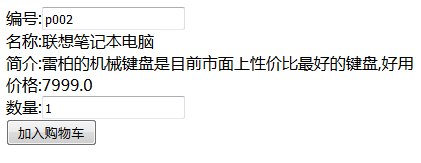 编号:p002
名称:联想笔记本电脑
简介:雷柏的机械键盘是目前市面上性价比最好的键盘,好用
价格:7999.0
数量:1
加入购物车